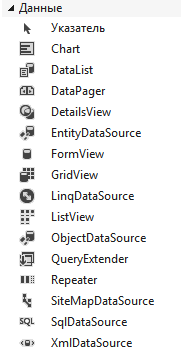 Данные
Указатель
Chart
DataList
DataPager
DetailsView
EntityDataSource
FormView
GridView
LinqDataSource
ListView
ObjectDataSource
QueryExtender
Repeater
SiteMapDataSource
SQL SqlDataSource
XmlDataSource